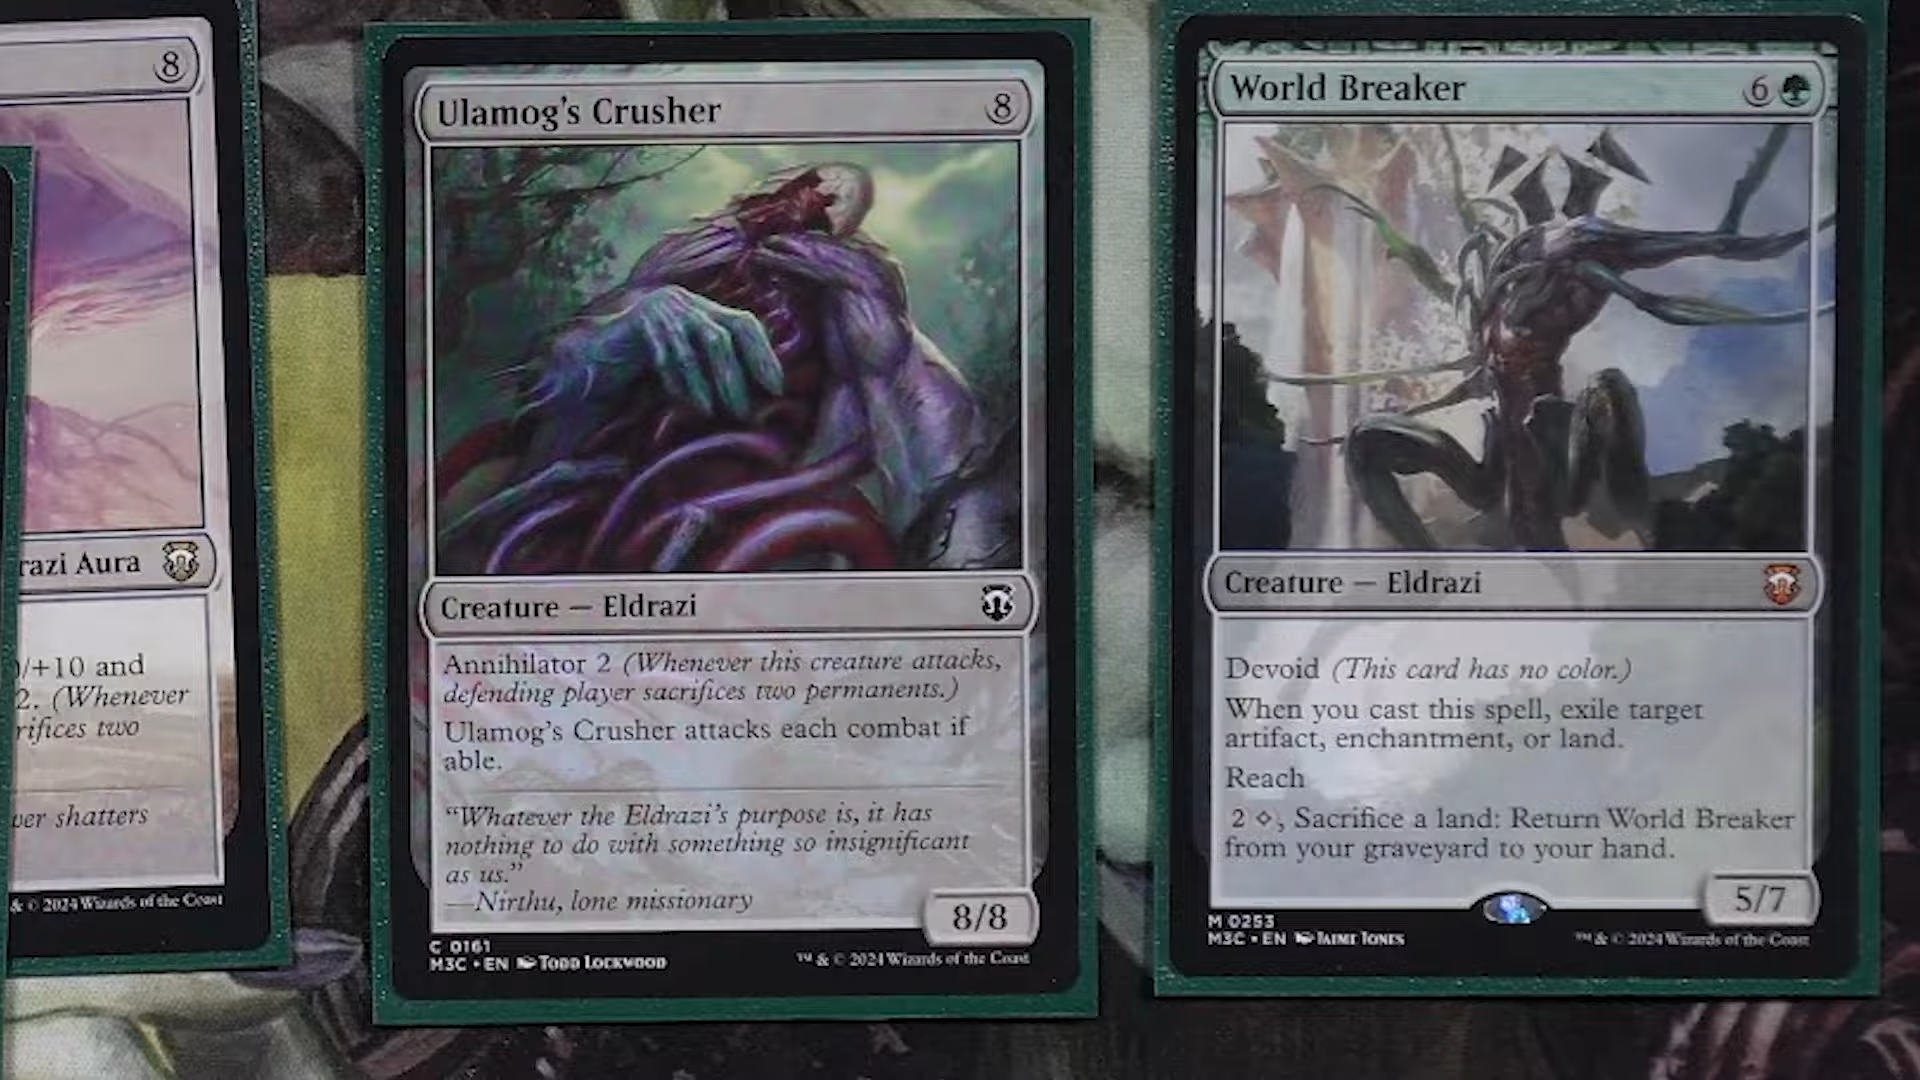 8
razi Aura
/+10 and
2. (Whenever
rifices two
ver shatters
& © 2024 Wizards of the Coast
Ulamog's Crusher 8
Creature — Eldrazi
Annihilator 2 (Whenever this creature attacks,
defending player sacrifices two permanents.)
Ulamog's Crusher attacks each combat if
able.
"Whatever the Eldrazi's purpose is, it has
nothing to do with something so insignificant
as us."
—Nirthu, lone missionary
8/8
C 0161
M3C • EN Todd Lockwood ™ & © 2024 Wizards of the Coast
World Breaker 6
Creature — Eldrazi
Devoid (This card has no color.)
When you cast this spell, exile target
artifact, enchantment, or land.
Reach
2 ◇, Sacrifice a land: Return World Breaker
from your graveyard to your hand.
5/7
M 0253
M3C • EN Jaime Jones ™ & © 2024 Wizards of the Coast